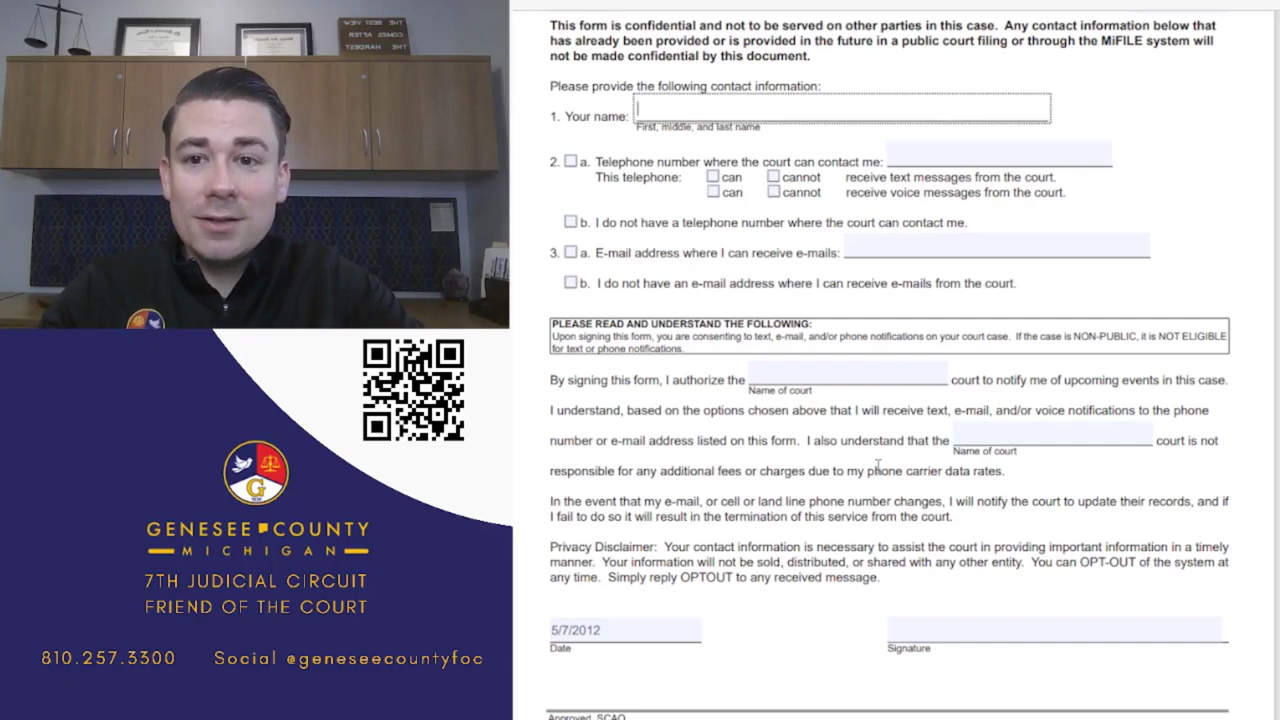 THE BEST VIEW
COMES AFTER
THE HARDEST
GENESEE COUNTY
MICHIGAN
7TH JUDICIAL CIRCUIT
FRIEND OF THE COURT
810.257.3300 Social @geneseecountyfoc
G
This form is confidential and not to be served on other parties in this case. Any contact information below that
has already been provided or is provided in the future in a public court filing or through the MiFILE system will
not be made confidential by this document.
Please provide the following contact information:
1. Your name:
First, middle, and last name
2. a. Telephone number where the court can contact me:
This telephone: can cannot receive text messages from the court.
can cannot receive voice messages from the court.
b. I do not have a telephone number where the court can contact me.
3. a. E-mail address where I can receive e-mails:
b. I do not have an e-mail address where I can receive e-mails from the court.
PLEASE READ AND UNDERSTAND THE FOLLOWING:
Upon signing this form, you are consenting to text, e-mail, and/or phone notifications on your court case. If the case is NON-PUBLIC, it is NOT ELIGIBLE
for text or phone notifications.
By signing this form, I authorize the court to notify me of upcoming events in this case.
Name of court
I understand, based on the options chosen above that I will receive text, e-mail, and/or voice notifications to the phone
number or e-mail address listed on this form. I also understand that the court is not
Name of court
responsible for any additional fees or charges due to my phone carrier data rates.
In the event that my e-mail, or cell or land line phone number changes, I will notify the court to update their records, and if
I fail to do so it will result in the termination of this service from the court.
Privacy Disclaimer: Your contact information is necessary to assist the court in providing important information in a timely
manner. Your information will not be sold, distributed, or shared with any other entity. You can OPT-OUT of the system at
any time. Simply reply OPTOUT to any received message.
5/7/2012
Date Signature
Approved, SCAO